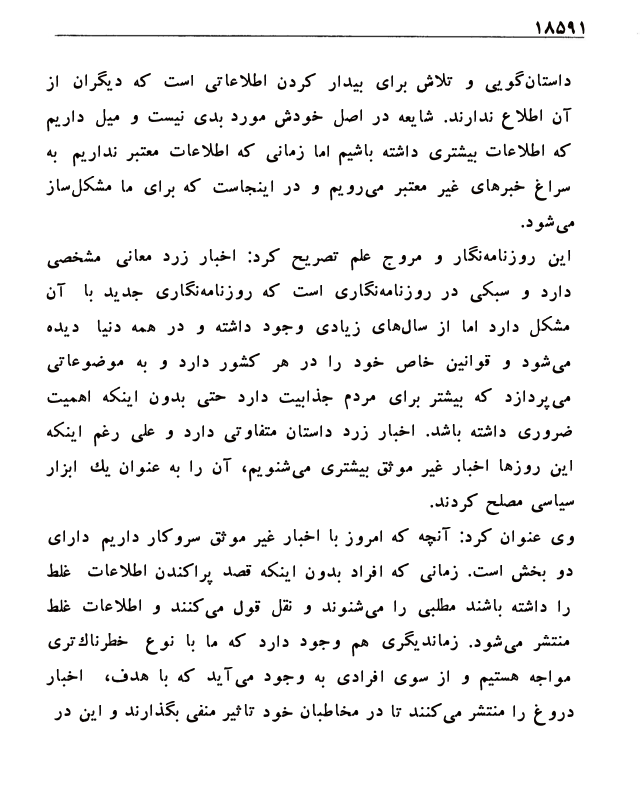 ۱۸۵۹۱
داستان‌گویی و تلاش برای بیدار کردن اطلاعاتی است که دیگران از
آن اطلاع ندارند. شایعه در اصل خودش مورد بدی نیست و میل داریم
که اطلاعات بیشتری داشته باشیم اما زمانی که اطلاعات معتبر نداریم به
سراغ خبرهای غیر معتبر می‌رویم و در اینجاست که برای ما مشکل‌ساز
می‌شود.
این روزنامه‌نگار و مروج علم تصریح کرد: اخبار زرد معانی مشخصی
دارد و سبکی در روزنامه‌نگاری است که روزنامه‌نگاری جدید با آن
مشکل دارد اما از سال‌های زیادی وجود داشته و در همه دنیا دیده
می‌شود و قوانین خاص خود را در هر کشور دارد و به موضوعاتی
می‌پردازد که بیشتر برای مردم جذابیت دارد حتی بدون اینکه اهمیت
ضروری داشته باشد. اخبار زرد داستان متفاوتی دارد و علی رغم اینکه
این روزها اخبار غیر موثق بیشتری می‌شنویم، آن را به عنوان یك ابزار
سیاسی مصلح کردند.
وی عنوان کرد: آنچه که امروز با اخبار غیر موثق سروکار داریم دارای
دو بخش است. زمانی که افراد بدون اینکه قصد پراکندن اطلاعات غلط
را داشته باشند مطلبی را می‌شنوند و نقل قول می‌کنند و اطلاعات غلط
منتشر می‌شود. زماندیگری هم وجود دارد که ما با نوع خطرناك‌تری
مواجه هستیم و از سوی افرادی به وجود می‌آید که با هدف، اخبار
دروغ را منتشر می‌کنند تا در مخاطبان خود تاثیر منفی بگذارند و این در